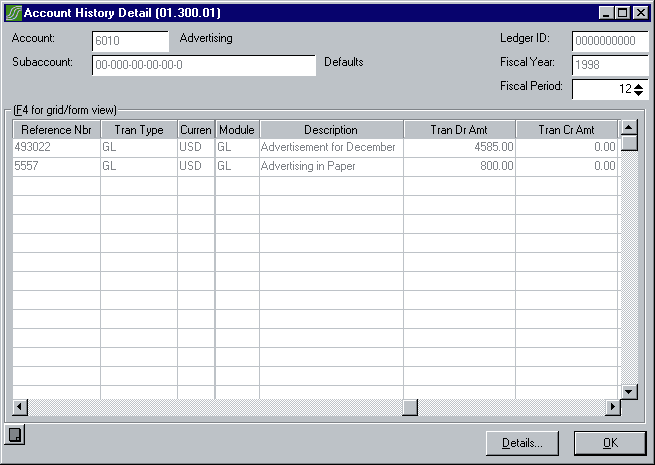 Account History Detail (01.300.01)
Account: 6010 Advertising Ledger ID: 0000000000
Subaccount: 00-000-00-00-00-0 Defaults Fiscal Year: 1998
Fiscal Period: 12
(F4 for grid/form view)
Reference Nbr Tran Type Curren Module Description Tran Dr Amt Tran Cr Amt
493022 GL USD GL Advertisement for December 4585.00 0.00
5557 GL USD GL Advertising in Paper 800.00 0.00
Details... OK